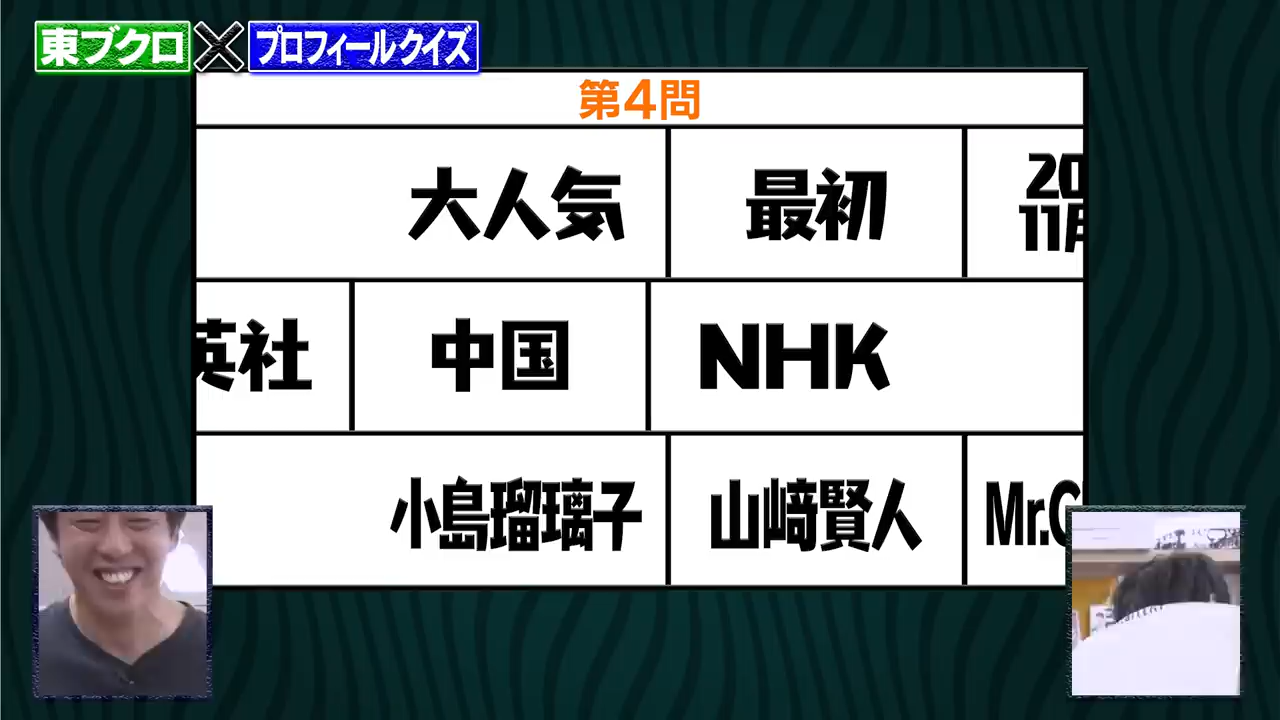 東ブクロ×プロフィールクイズ
第4問
大人気 最初 20
11月
英社 中国 NHK
小島瑠璃子 山﨑賢人 Mr.